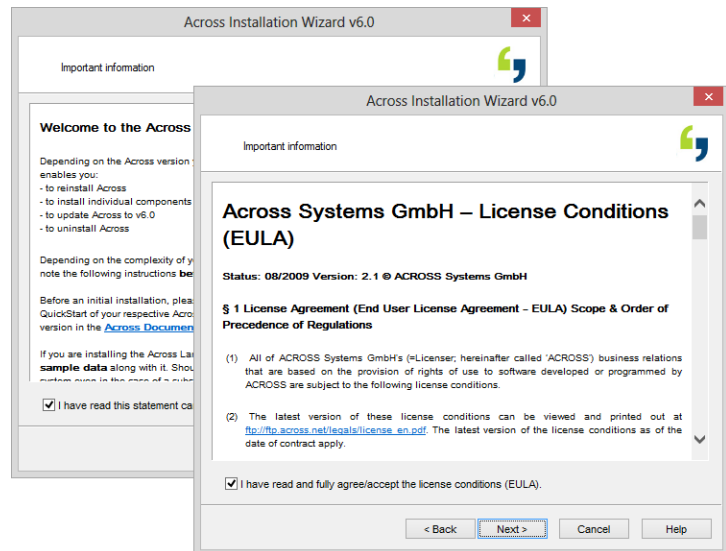 Across Installation Wizard v6.0
Important information
Welcome to the Across
Depending on the Across version
enables you:
- to reinstall Across
- to install individual components
- to update Across to v6.0
- to uninstall Across
Depending on the complexity of
note the following instructions
Before an initial installation,
QuickStart of your respective
version in the Across
If you are installing the Across
sample data along with it.
I have read this statement
Across Installation Wizard v6.0
Important information
Across Systems GmbH – License Conditions
(EULA)
Status: 08/2009 Version: 2.1 © ACROSS Systems GmbH
§ 1 License Agreement (End User License Agreement – EULA) Scope & Order of
Precedence of Regulations
(1) All of ACROSS Systems GmbH's (=Licenser; hereinafter called 'ACROSS') business relations
that are based on the provision of rights of use to software developed or programmed by
ACROSS are subject to the following license conditions.
(2) The latest version of these license conditions can be viewed and printed out at
ftp://ftp.across.net/legals/license_en.pdf. The latest version of the license conditions as of the
date of contract apply.
I have read and fully agree/accept the license conditions (EULA).
< Back Next > Cancel Help